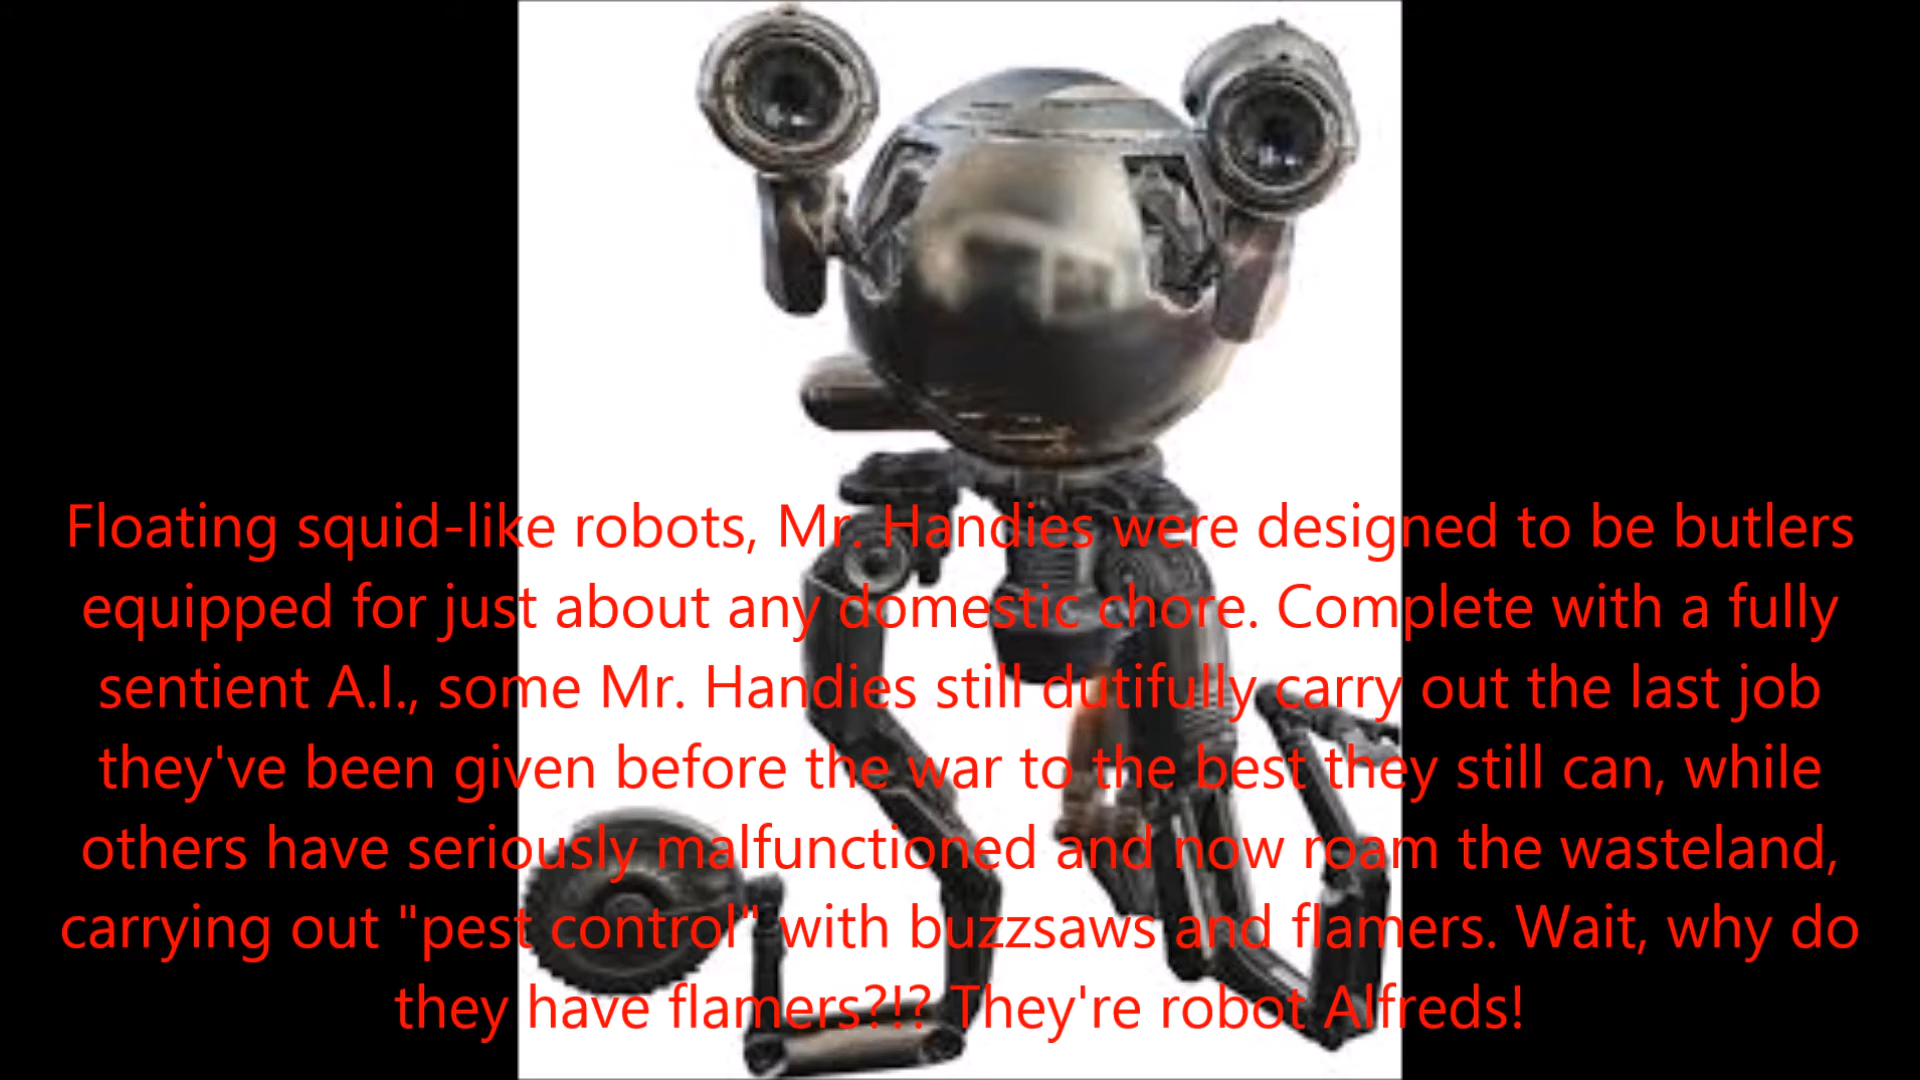 Floating squid-like robots, Mr. Handies were designed to be butlers
equipped for just about any domestic chore. Complete with a fully
sentient A.I., some Mr. Handies still dutifully carry out the last job
they've been given before the war to the best they still can, while
others have seriously malfunctioned and now roam the wasteland,
carrying out "pest control" with buzzsaws and flamers. Wait, why do
they have flamers?!? They're robot Alfreds!